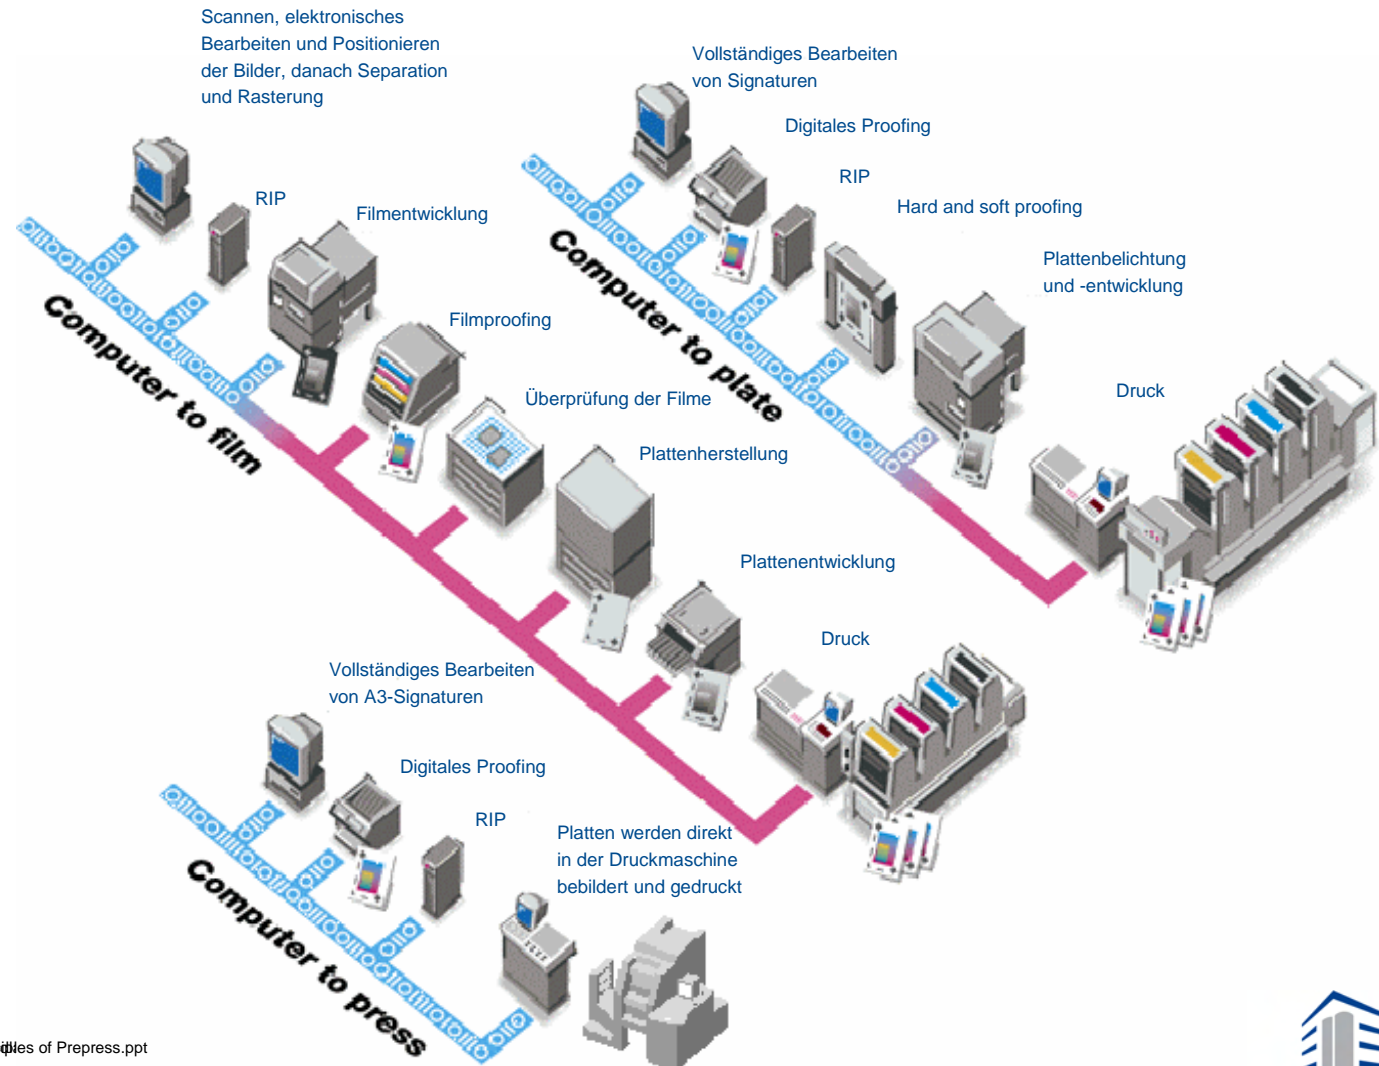 Scannen, elektronisches
Bearbeiten und Positionieren
der Bilder, danach Separation
und Rasterung
RIP
Filmentwicklung
Filmproofing
Überprüfung der Filme
Plattenherstellung
Plattenentwicklung
Druck
Computer to film
Vollständiges Bearbeiten
von Signaturen
Digitales Proofing
RIP
Hard and soft proofing
Plattenbelichtung
und -entwicklung
Druck
Computer to plate
Vollständiges Bearbeiten
von A3-Signaturen
Digitales Proofing
RIP
Platten werden direkt
in der Druckmaschine
bebildert und gedruckt
Computer to press
of Prepress.ppt